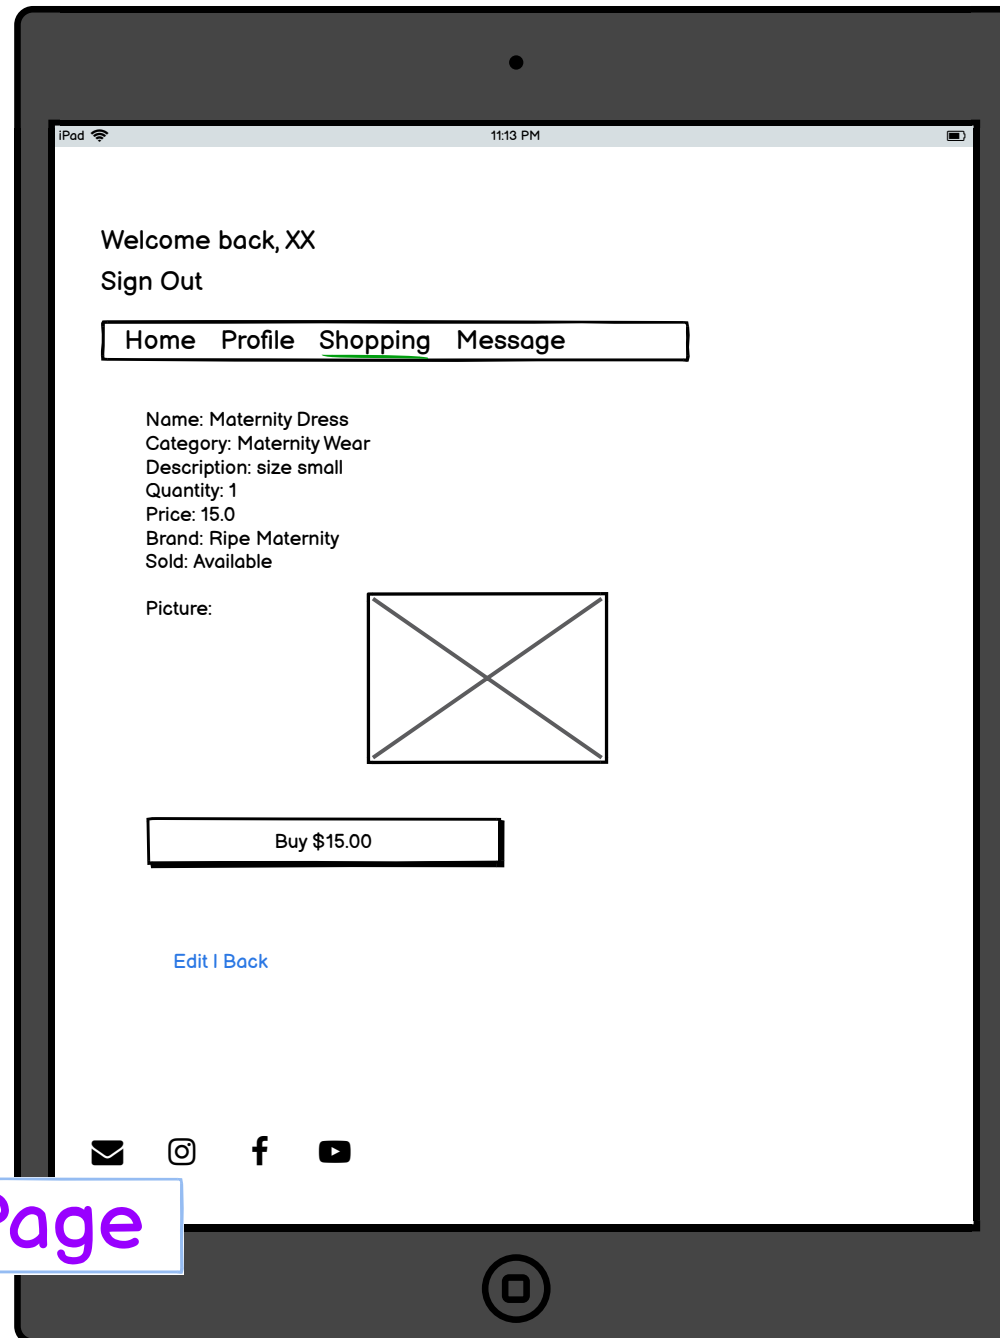 iPad
11:13 PM
Welcome back, XX
Sign Out
Home Profile Shopping Message
Name: Maternity Dress
Category: Maternity Wear
Description: size small
Quantity: 1
Price: 15.0
Brand: Ripe Maternity
Sold: Available
Picture:
Buy $15.00
Edit | Back
Page